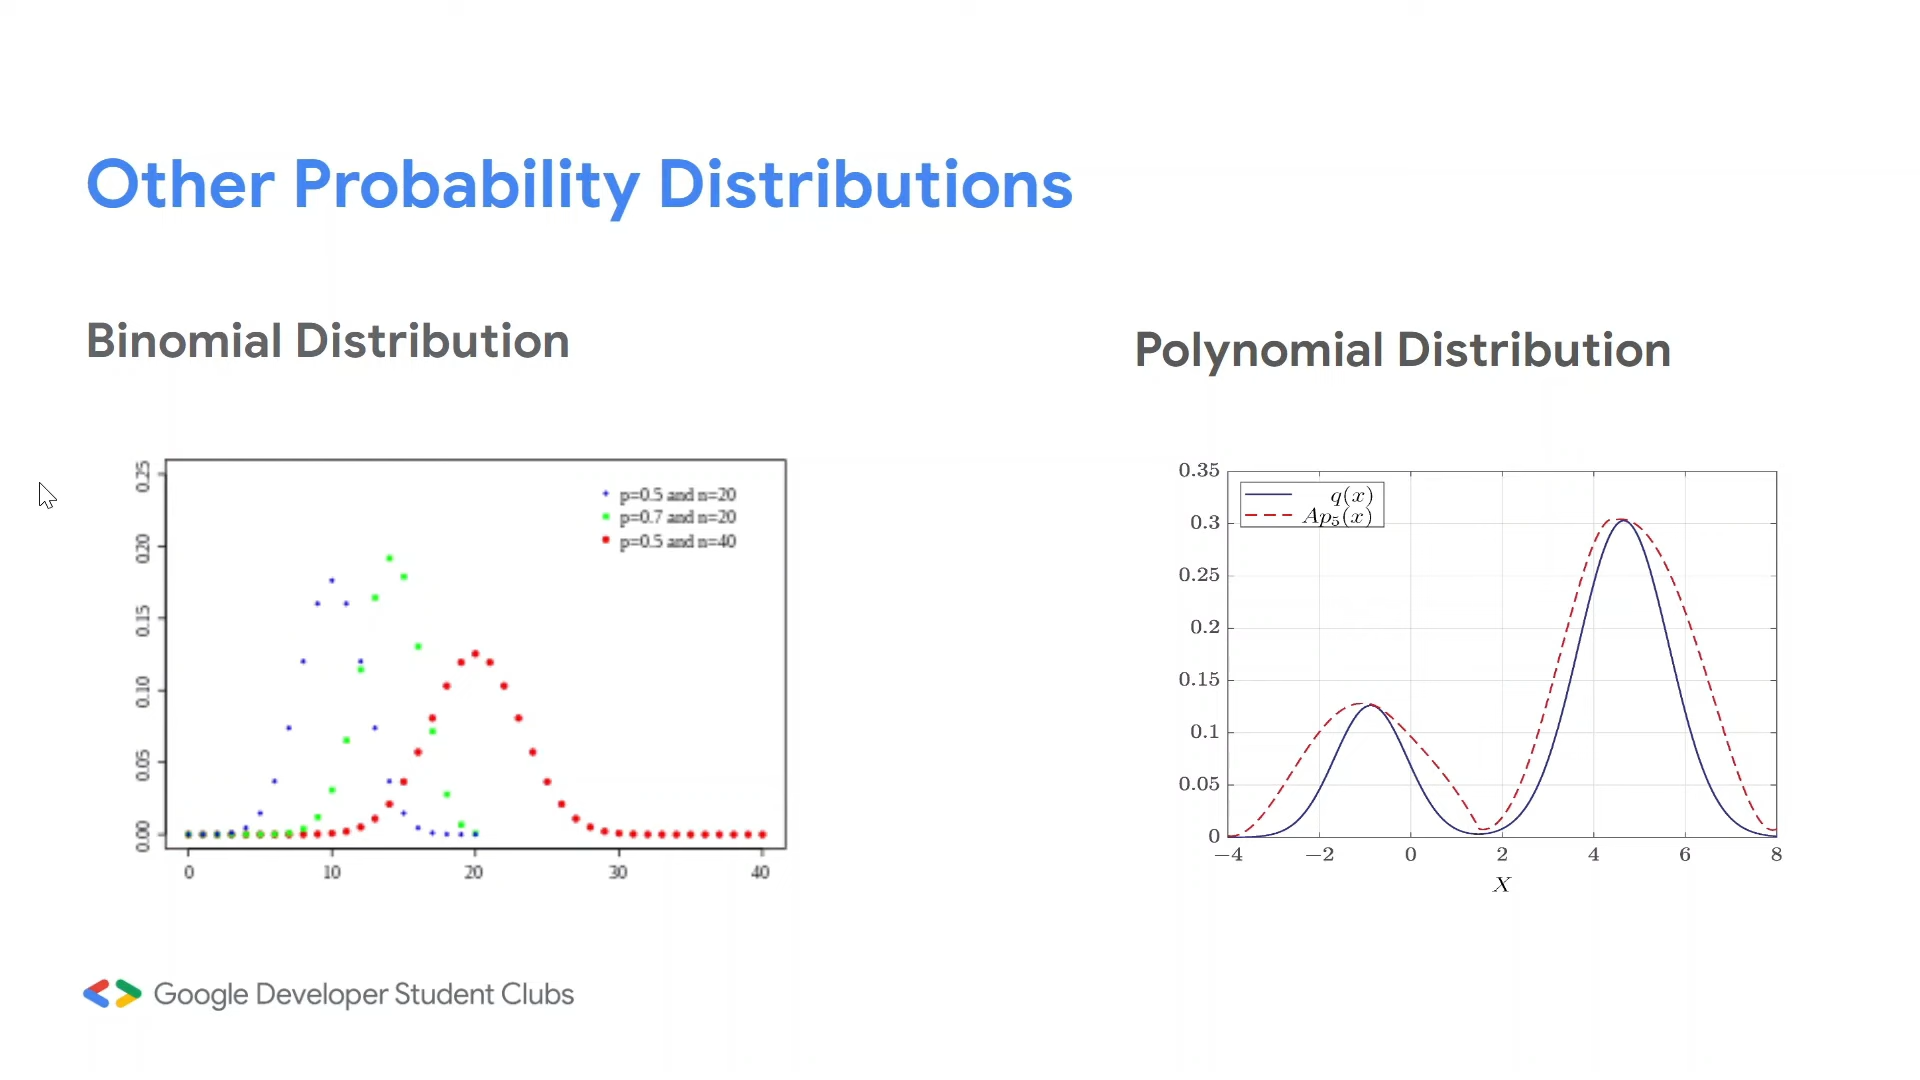 Other Probability Distributions
Binomial Distribution
Polynomial Distribution
0.25
0.20
0.15
0.10
0.05
0.00
p=0.5 and n=20
p=0.7 and n=20
p=0.5 and n=40
0 10 20 30 40
0.35
0.3
0.25
0.2
0.15
0.1
0.05
0
q(x)
Ap₅(x)
−4 −2 0 2 4 6 8
X
Google Developer Student Clubs